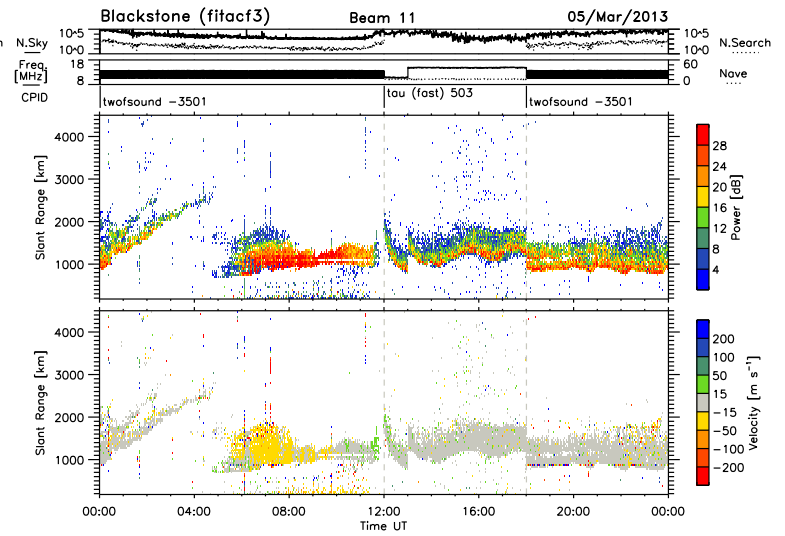 Blackstone (fitacf3) Beam 11 05/Mar/2013
N.Sky 10^5 10^0 10^5 10^0 N.Search
Freq. [MHz] 18 8 60 0 Nave
CPID twofsound -3501 tau (fast) 503 twofsound -3501
Slant Range [km]
4000
3000
2000
1000
28
24
20
16
12
8
4
Power [dB]
Slant Range [km]
4000
3000
2000
1000
200
100
50
15
-15
-50
-100
-200
Velocity [m s⁻¹]
00:00 04:00 08:00 12:00 16:00 20:00 00:00
Time UT